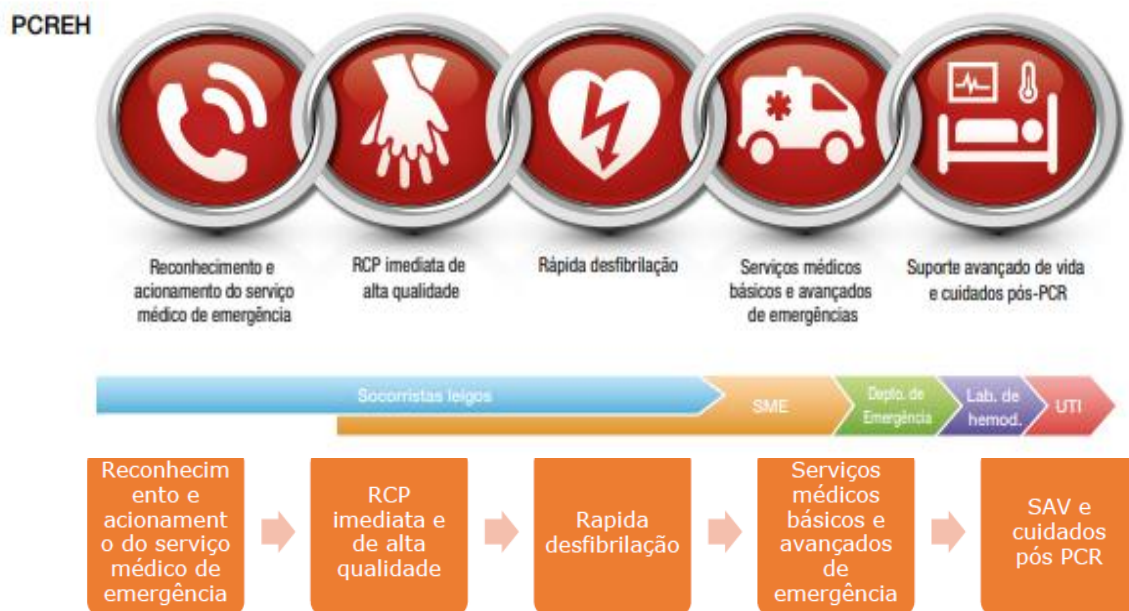 PCREH
Reconhecimento e
acionamento do serviço
médico de emergência
RCP imediata de
alta qualidade
Rápida desfibrilação
Serviços médicos
básicos e avançados
de emergências
Suporte avançado de vida
e cuidados pós-PCR
Socorristas leigos
SME
Depto. de
Emergência
Lab. de
hemod.
UTI
Reconhecim
ento e
acionament
o do serviço
médico de
emergência
RCP
imediata e
de alta
qualidade
Rapida
desfibrilação
Serviços
médicos
básicos e
avançados
de
emergência
SAV e
cuidados
pós PCR